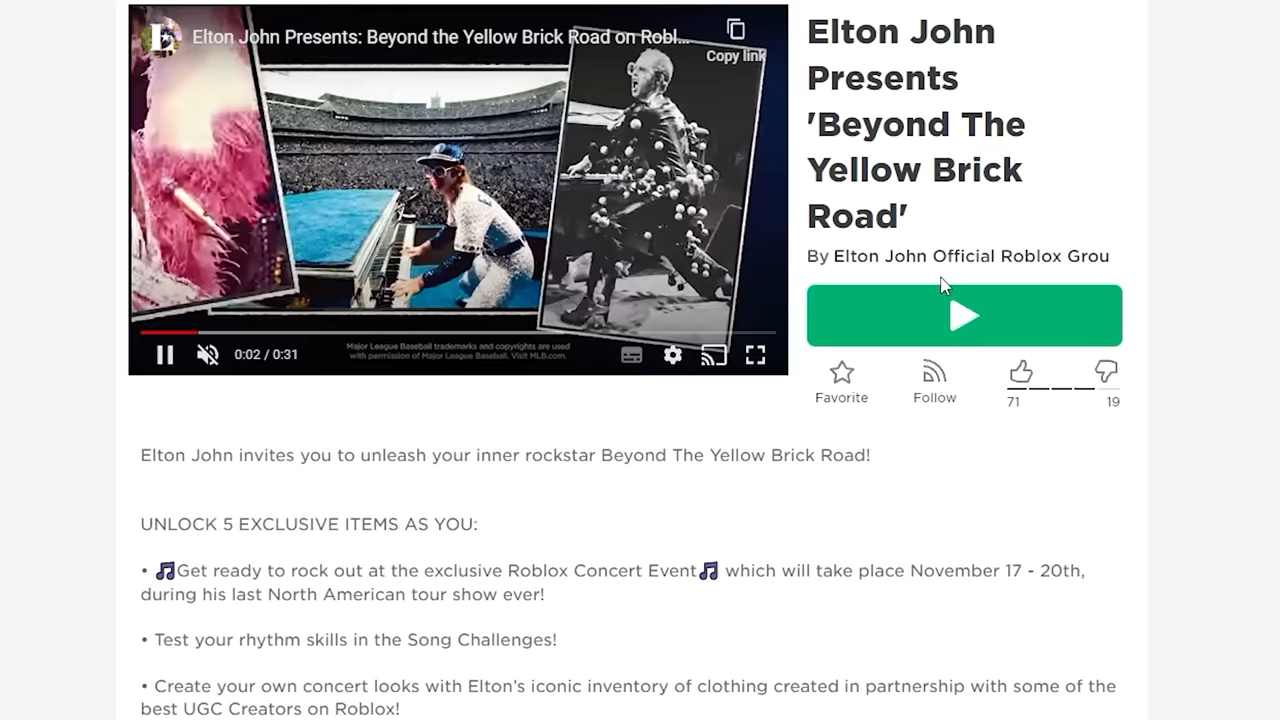 Elton John Presents: Beyond the Yellow Brick Road on Robl...
Copy link
Major League Baseball trademarks and copyrights are used
with permission of Major League Baseball. Visit MLB.com.
0:02 / 0:31
Elton John
Presents
'Beyond The
Yellow Brick
Road'
By Elton John Official Roblox Grou
Favorite
Follow
71
19
Elton John invites you to unleash your inner rockstar Beyond The Yellow Brick Road!
UNLOCK 5 EXCLUSIVE ITEMS AS YOU:
• 🎵Get ready to rock out at the exclusive Roblox Concert Event🎵 which will take place November 17 - 20th,
during his last North American tour show ever!
• Test your rhythm skills in the Song Challenges!
• Create your own concert looks with Elton's iconic inventory of clothing created in partnership with some of the
best UGC Creators on Roblox!